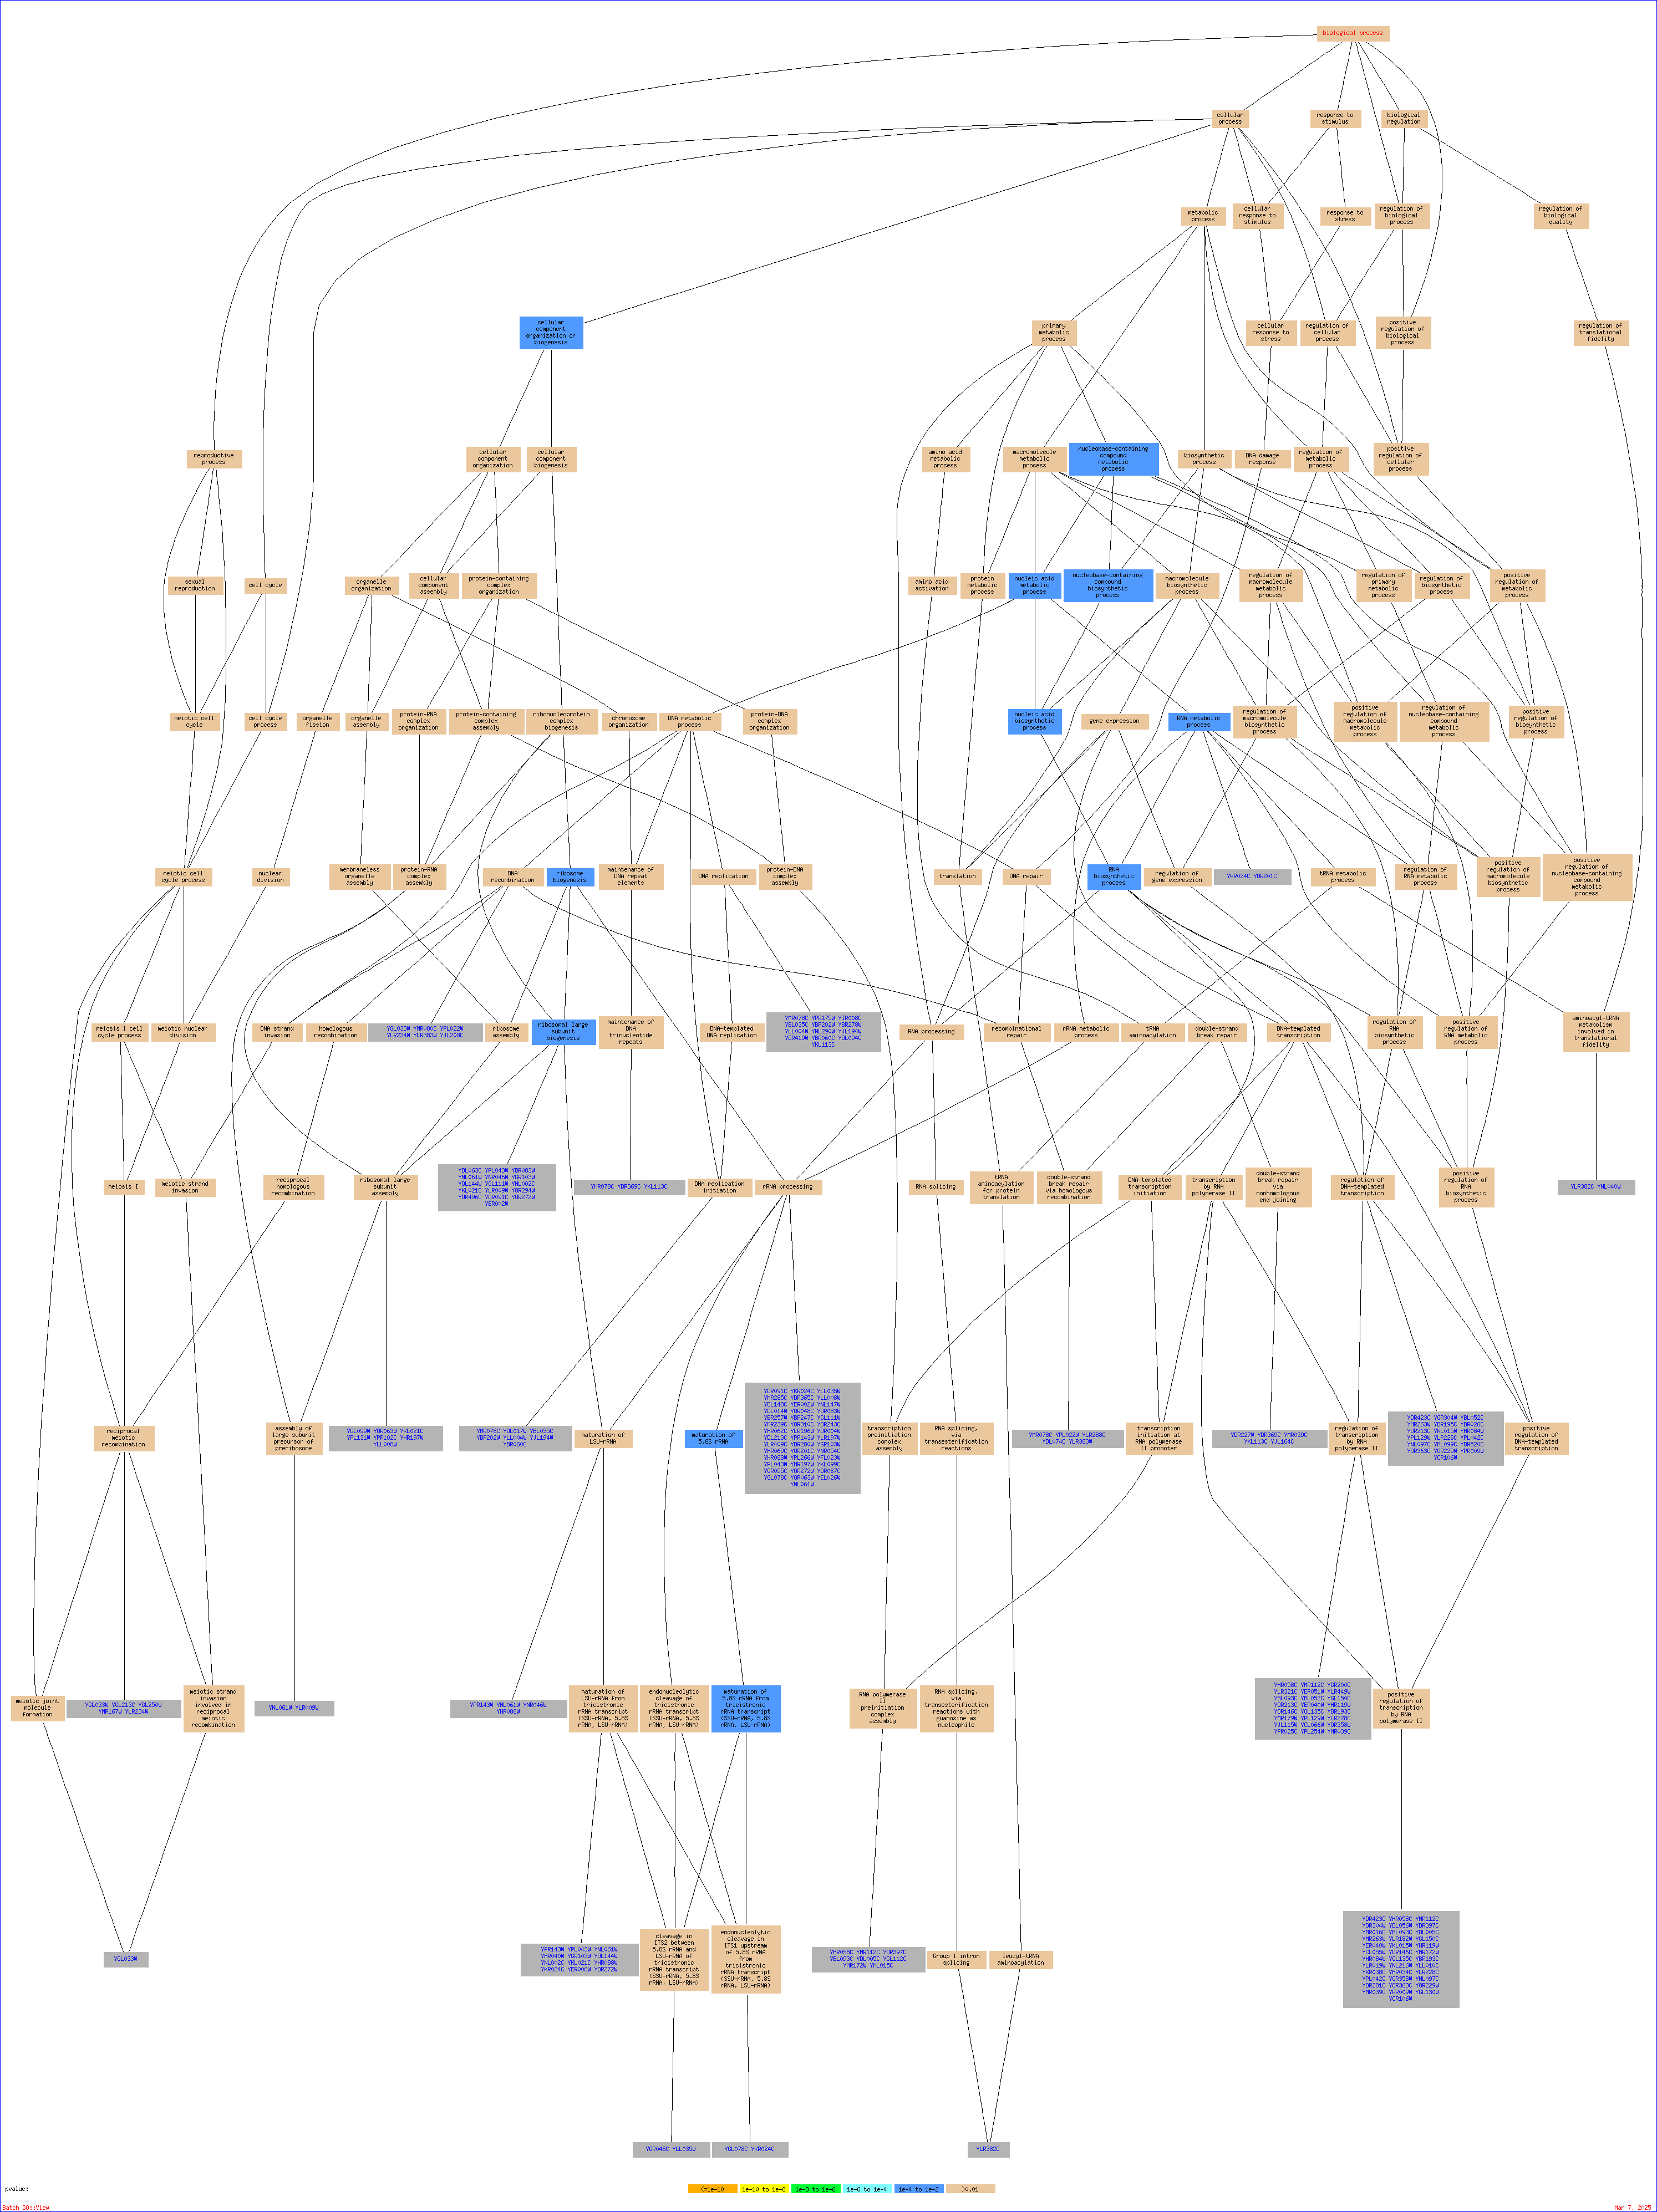 biological process
cellular
process
response to
stimulus
biological
regulation
metabolic
process
cellular
response to
stimulus
response to
stress
regulation of
biological
process
regulation of
biological
quality
cellular
component
organization or
biogenesis
primary
metabolic
process
cellular
response to
stress
regulation of
cellular
process
positive
regulation of
biological
process
regulation of
translational
fidelity
reproductive
process
cellular
component
organization
cellular
component
biogenesis
amino acid
metabolic
process
macromolecule
metabolic
process
nucleobase-containing
compound
metabolic
process
biosynthetic
process
DNA damage
response
regulation of
metabolic
process
positive
regulation of
cellular
process
sexual
reproduction
cell cycle
organelle
organization
cellular
component
assembly
protein-containing
complex
organization
amino acid
activation
protein
metabolic
process
nucleic acid
metabolic
process
nucleobase-containing
compound
biosynthetic
process
macromolecule
biosynthetic
process
regulation of
macromolecule
metabolic
process
regulation of
primary
metabolic
process
regulation of
biosynthetic
process
positive
regulation of
metabolic
process
meiotic cell
cycle
cell cycle
process
organelle
fission
organelle
assembly
protein-RNA
complex
organization
protein-containing
complex
assembly
ribonucleoprotein
complex
biogenesis
chromosome
organization
DNA metabolic
process
protein-DNA
complex
organization
nucleic acid
biosynthetic
process
gene expression
RNA metabolic
process
regulation of
macromolecule
biosynthetic
process
positive
regulation of
macromolecule
metabolic
process
regulation of
nucleobase-containing
compound
metabolic
process
positive
regulation of
biosynthetic
process
meiotic cell
cycle process
nuclear
division
membraneless
organelle
assembly
protein-RNA
complex
assembly
DNA
recombination
ribosome
biogenesis
maintenance of
DNA repeat
elements
DNA replication
protein-DNA
complex
assembly
translation
DNA repair
RNA
biosynthetic
process
regulation of
gene expression
YKR024C YOR201C
tRNA metabolic
process
regulation of
RNA metabolic
process
positive
regulation of
macromolecule
biosynthetic
process
positive
regulation of
nucleobase-containing
compound
metabolic
process
meiosis I cell
cycle process
meiotic nuclear
division
DNA strand
invasion
homologous
recombination
YGL033W YMR080C YPL022W
YLR234W YLR383W YJL208C
ribosome
assembly
ribosomal large
subunit
biogenesis
maintenance of
DNA
trinucleotide
repeats
DNA-templated
DNA replication
YMR078C YPR175W YIR008C
YBL035C YBR202W YBR278W
YLL004W YNL290W YJL194W
YDR419W YBR060C YOL094C
YKL113C
RNA processing
recombinational
repair
rRNA metabolic
process
tRNA
aminoacylation
double-strand
break repair
DNA-templated
transcription
regulation of
RNA
biosynthetic
process
positive
regulation of
RNA metabolic
process
aminoacyl-tRNA
metabolism
involved in
translational
fidelity
meiosis I
meiotic strand
invasion
reciprocal
homologous
recombination
ribosomal large
subunit
assembly
YDL063C YPL043W YDR083W
YNL061W YNR046W YGR103W
YOL144W YGL111W YNL002C
YKL021C YLR009W YOR294W
YDR496C YDR091C YOR272W
YER002W
YMR078C YDR369C YKL113C
DNA replication
initiation
rRNA processing
RNA splicing
tRNA
aminoacylation
for protein
translation
double-strand
break repair
via homologous
recombination
DNA-templated
transcription
initiation
transcription
by RNA
polymerase II
double-strand
break repair
via
nonhomologous
end joining
regulation of
DNA-templated
transcription
positive
regulation of
RNA
biosynthetic
process
YLR382C YNL040W
reciprocal
meiotic
recombination
assembly of
large subunit
precursor of
preribosome
YGL099W YOR063W YKL021C
YPL131W YPR102C YHR197W
YLL008W
YMR078C YDL017W YBL035C
YBR202W YLL004W YJL194W
YBR060C
maturation of
LSU-rRNA
maturation of
5.8S rRNA
YDR091C YKR024C YLL035W
YMR285C YDR365C YLL008W
YDL148C YER002W YNL147W
YDL014W YOR048C YDR083W
YBR257W YBR247C YGL111W
YMR239C YOR310C YOR243C
YHR062C YLR196W YOR004W
YDL213C YPR143W YLR197W
YLR409C YDR280W YGR103W
YHR069C YOR201C YNR054C
YHR088W YPL266W YFL023W
YPL043W YHR197W YKL099C
YGR095C YOR272W YDR087C
YGL078C YOR063W YEL026W
YNL061W
transcription
preinitiation
complex
assembly
RNA splicing,
via
transesterification
reactions
YMR078C YPL022W YLR288C
YDL074C YLR383W
transcription
initiation at
RNA polymerase
II promoter
YDR227W YDR369C YMR039C
YKL113C YJL164C
regulation of
transcription
by RNA
polymerase II
YDR423C YOR304W YBL052C
YMR263W YBR195C YDR026C
YOR213C YKL015W YHR084W
YPL129W YLR228C YPL042C
YNL097C YML099C YDR520C
YOR363C YOR229W YPR009W
YCR106W
positive
regulation of
DNA-templated
transcription
meiotic joint
molecule
formation
YGL033W YGL213C YGL250W
YMR167W YLR234W
meiotic strand
invasion
involved in
reciprocal
meiotic
recombination
YNL061W YLR009W
YPR143W YNL061W YNR046W
YHR088W
maturation of
LSU-rRNA from
tricistronic
rRNA transcript
(SSU-rRNA, 5.8S
rRNA, LSU-rRNA)
endonucleolytic
cleavage of
tricistronic
rRNA transcript
(SSU-rRNA, 5.8S
rRNA, LSU-rRNA)
maturation of
5.8S rRNA from
tricistronic
rRNA transcript
(SSU-rRNA, 5.8S
rRNA, LSU-rRNA)
RNA polymerase
II
preinitiation
complex
assembly
RNA splicing,
via
transesterification
reactions with
guanosine as
nucleophile
YHR058C YMR112C YGR200C
YLR321C YER051W YLR449W
YBL093C YBL052C YGL150C
YOR213C YER040W YHR119W
YDR146C YGL135C YBR193C
YMR179W YPL129W YLR228C
YJL115W YCL066W YOR358W
YPR025C YPL254W YMR039C
positive
regulation of
transcription
by RNA
polymerase II
YGL033W
YPR143W YPL043W YNL061W
YHR040W YGR103W YOL144W
YNL002C YKL021C YHR088W
YKR024C YER006W YOR272W
cleavage in
ITS2 between
5.8S rRNA and
LSU-rRNA of
tricistronic
rRNA transcript
(SSU-rRNA, 5.8S
rRNA, LSU-rRNA)
endonucleolytic
cleavage in
ITS1 upstream
of 5.8S rRNA
from
tricistronic
rRNA transcript
(SSU-rRNA, 5.8S
rRNA, LSU-rRNA)
YHR058C YMR112C YDR397C
YBL093C YDL005C YGL112C
YMR172W YML015C
Group I intron
splicing
leucyl-tRNA
aminoacylation
YDR423C YHR058C YMR112C
YOR304W YDL056W YDR397C
YMR016C YBL093C YDL005C
YMR263W YLR182W YGL150C
YER040W YKL015W YHR119W
YCL055W YDR146C YMR172W
YHR084W YGL135C YBR193C
YLR019W YNL216W YLL010C
YKR038C YFR034C YLR228C
YPL042C YOR358W YNL097C
YOR281C YOR363C YOR229W
YMR039C YPR009W YGL130W
YCR106W
YOR048C YLL035W
YGL078C YKR024C
YLR382C
pvalue:
<=1e-10
1e-10 to 1e-8
1e-8 to 1e-6
1e-6 to 1e-4
1e-4 to 1e-2
>0.01
Batch GO::View
Mar 7, 2025